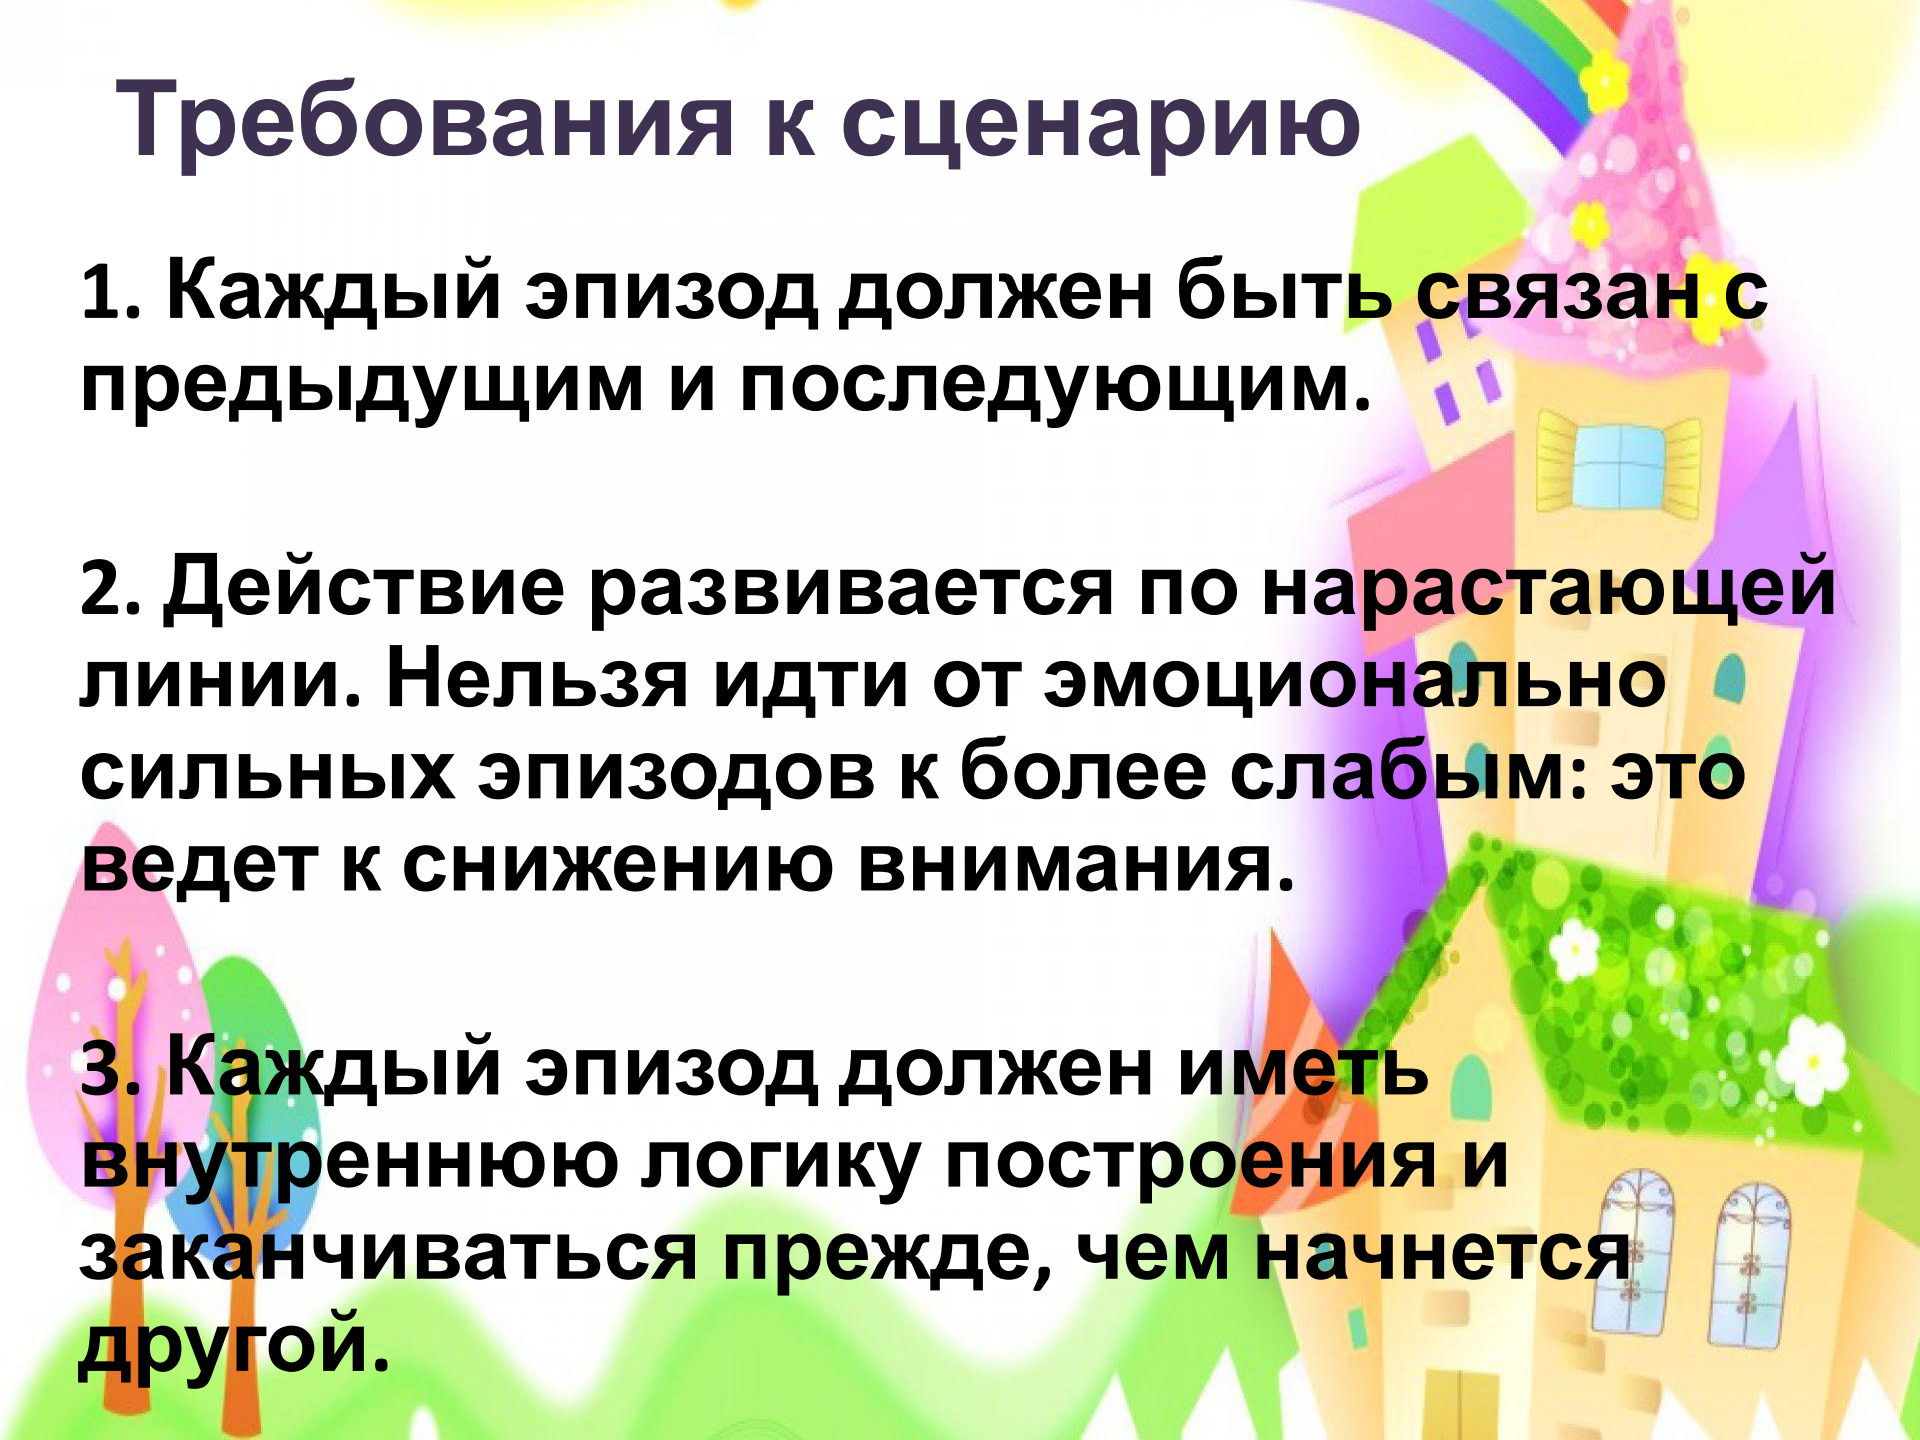 Требования к сценарию
1. Каждый эпизод должен быть связан с
предыдущим и последующим.
2. Действие развивается по нарастающей
линии. Нельзя идти от эмоционально
сильных эпизодов к более слабым: это
ведет к снижению внимания.
3. Каждый эпизод должен иметь
внутреннюю логику построения и
заканчиваться прежде, чем начнется
другой.